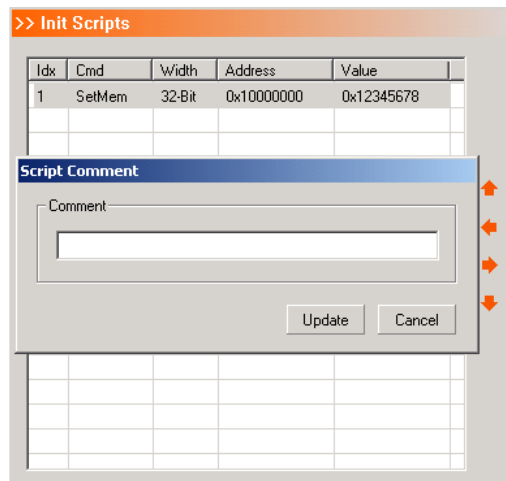 >> Init Scripts
Idx Cmd Width Address Value
1 SetMem 32-Bit 0x10000000 0x12345678
Script Comment
Comment
Update Cancel